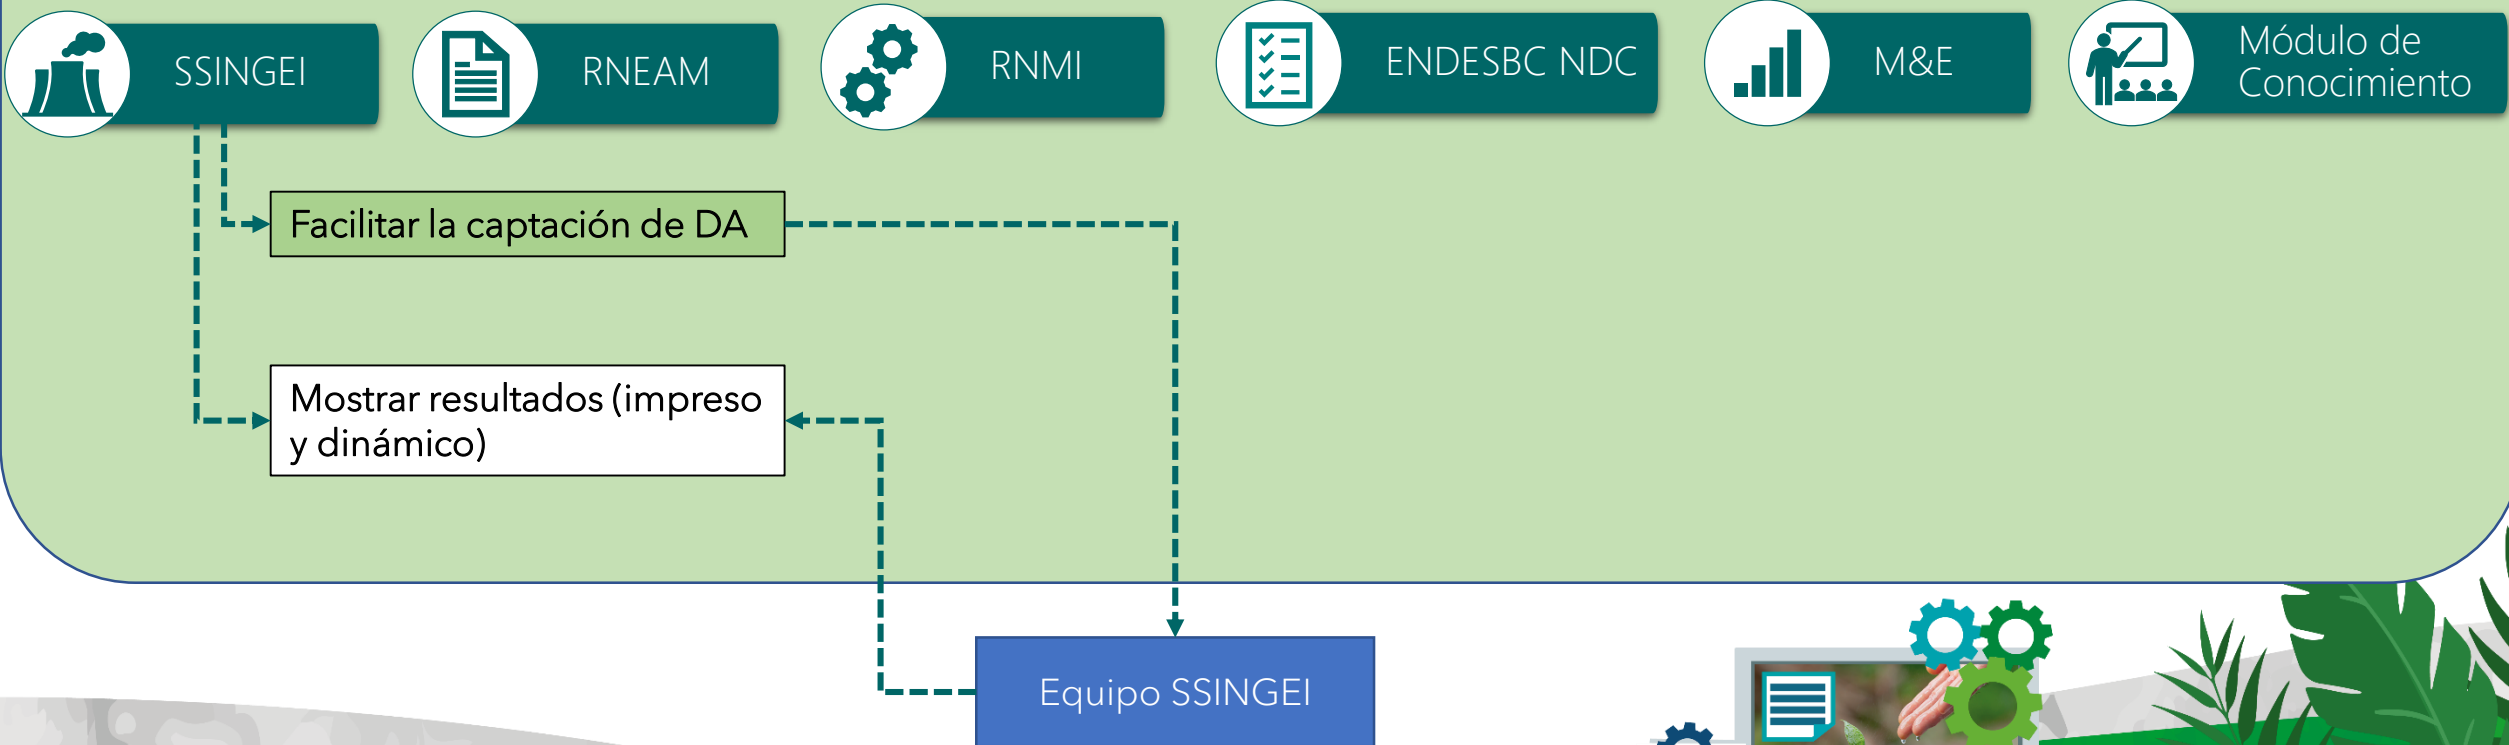 SSINGEI
RNEAM
RNMI
ENDESBC NDC
M&E
Módulo de
Conocimiento
Facilitar la captación de DA
Mostrar resultados (impreso
y dinámico)
Equipo SSINGEI